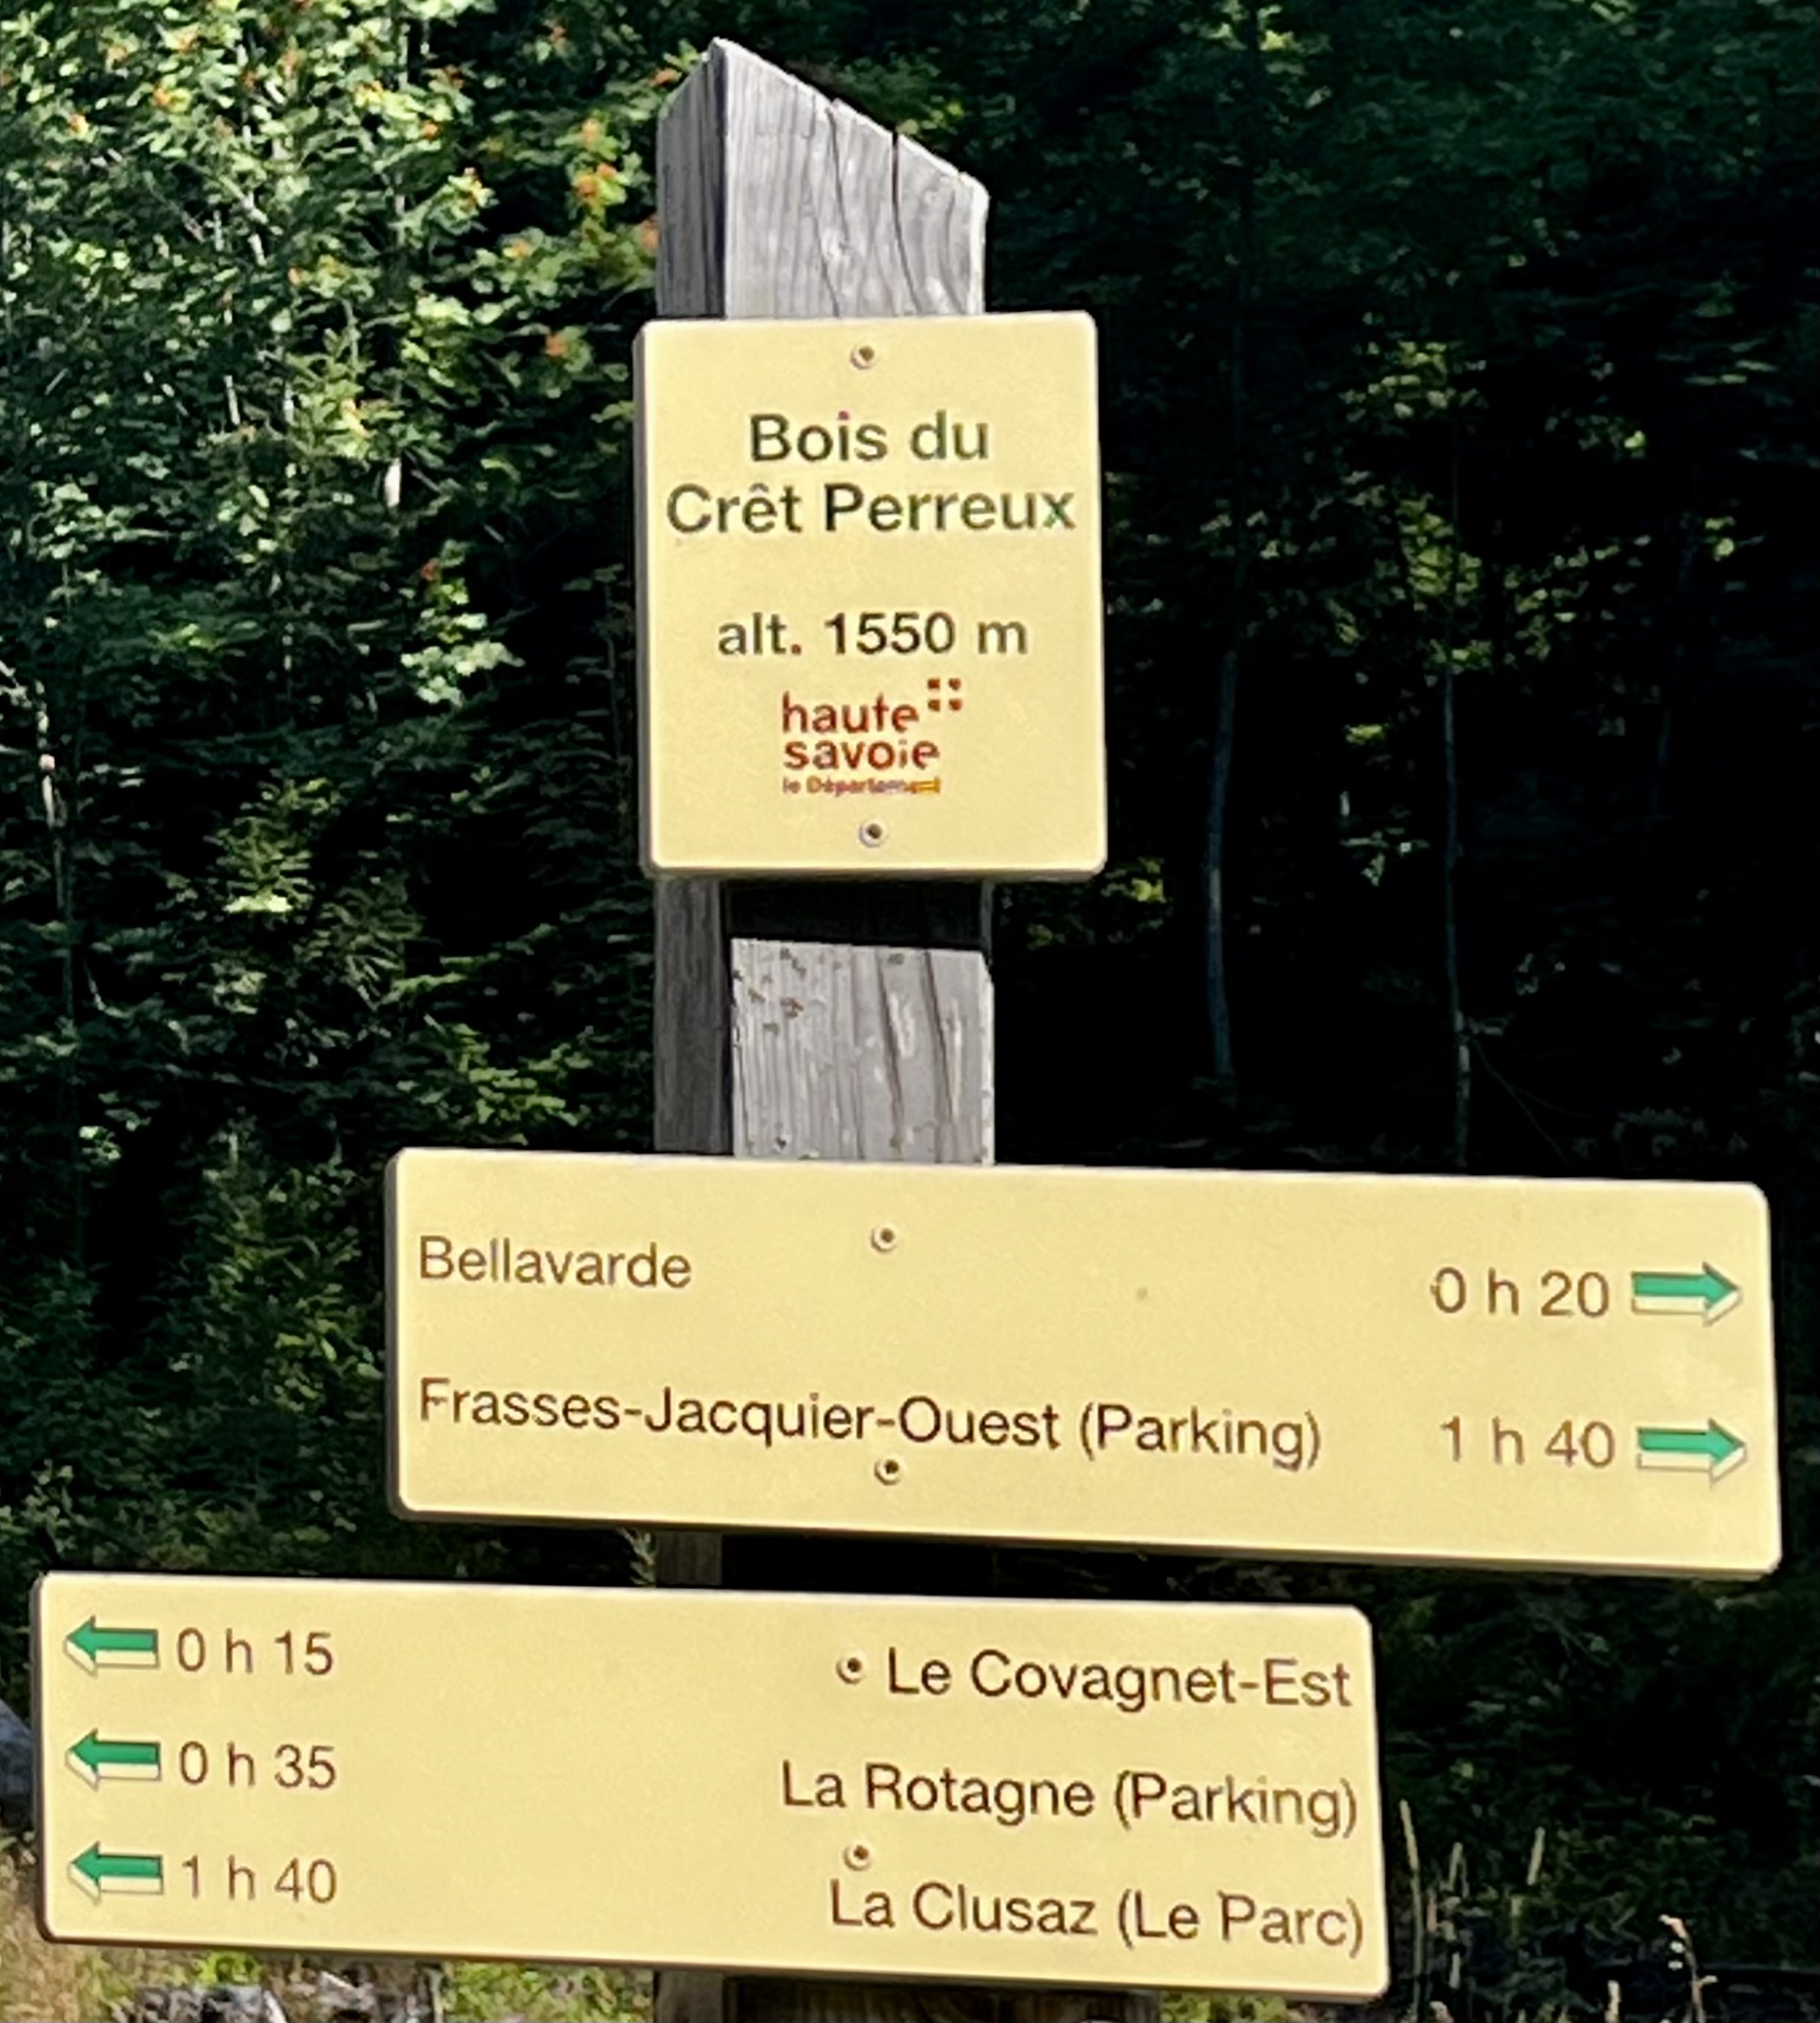 Bois du
Crêt Perreux
alt. 1550 m
haute
savoie
le Département
Bellavarde 0 h 20
Frasses-Jacquier-Ouest (Parking) 1 h 40
0 h 15 Le Covagnet-Est
0 h 35 La Rotagne (Parking)
1 h 40 La Clusaz (Le Parc)